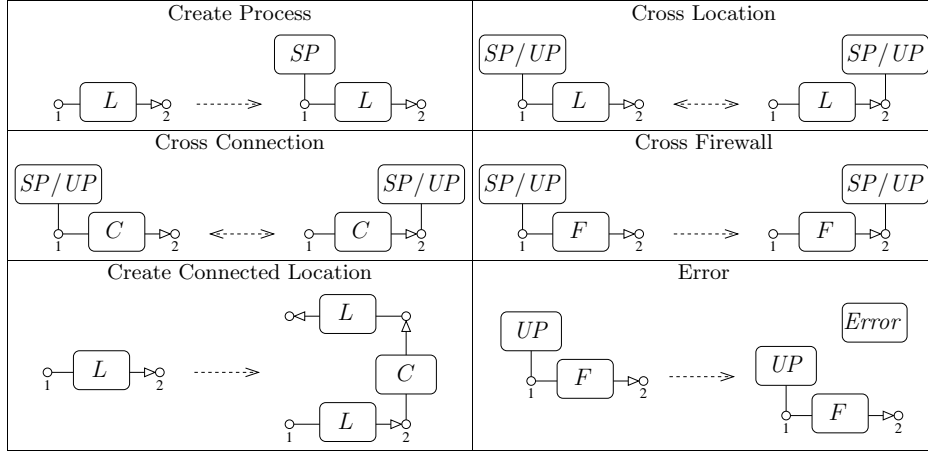 Create Process
SP
L
1
2
L
1
2
Cross Location
SP/UP
L
1
2
SP/UP
L
1
2
Cross Connection
SP/UP
C
1
2
SP/UP
C
1
2
Cross Firewall
SP/UP
F
1
2
SP/UP
F
1
2
Create Connected Location
L
1
2
L
C
L
1
2
Error
UP
F
1
2
Error
UP
F
1
2